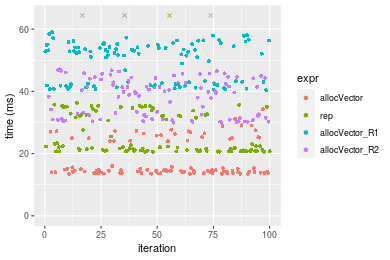 60
40
20
0
time (ms)
0
25
50
75
100
iteration
expr
allocVector
rep
allocVector_R1
allocVector_R2